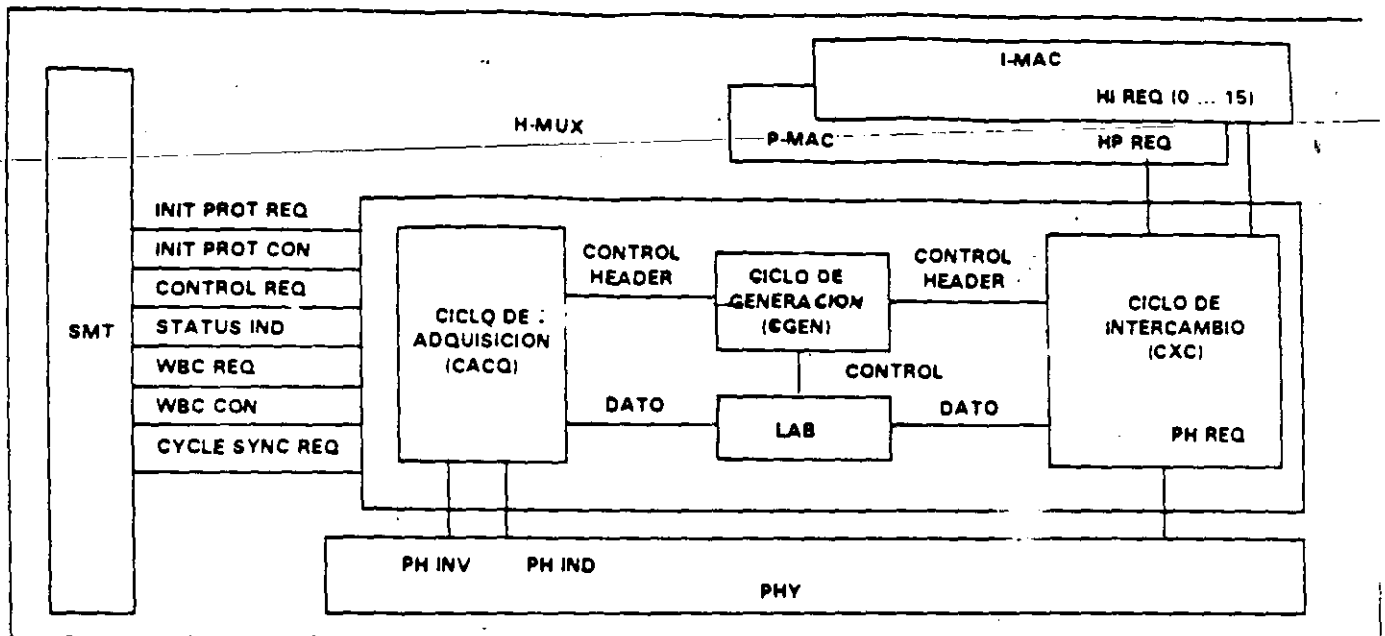 I-MAC
HI REQ (0 ... 15)
H-MUX
P-MAC
HP REQ
SMT
INIT PROT REQ
INIT PROT CON
CONTROL REQ
STATUS IND
WBC REQ
WBC CON
CYCLE SYNC REQ
CICLO DE :
ADQUISICION
(CACQ)
CONTROL
HEADER
CICLO DE
GENERACION
(CGEN)
CONTROL
HEADER
CICLO DE
INTERCAMBIO
(CXC)
CONTROL
DATO
LAB
DATO
PH REQ
PH INV
PH IND
PHY